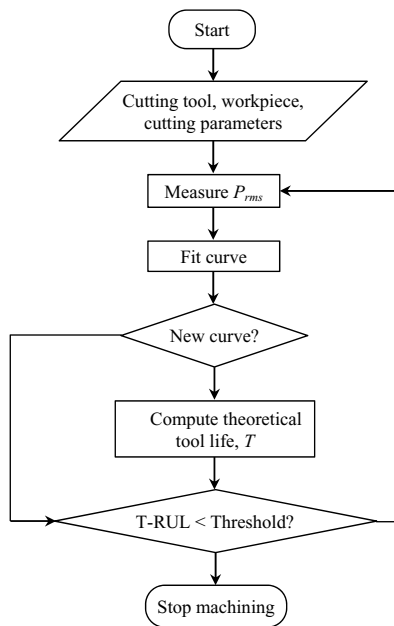 Start
Cutting tool, workpiece,
cutting parameters
Measure Prms
Fit curve
New curve?
Compute theoretical
tool life, T
T-RUL < Threshold?
Stop machining